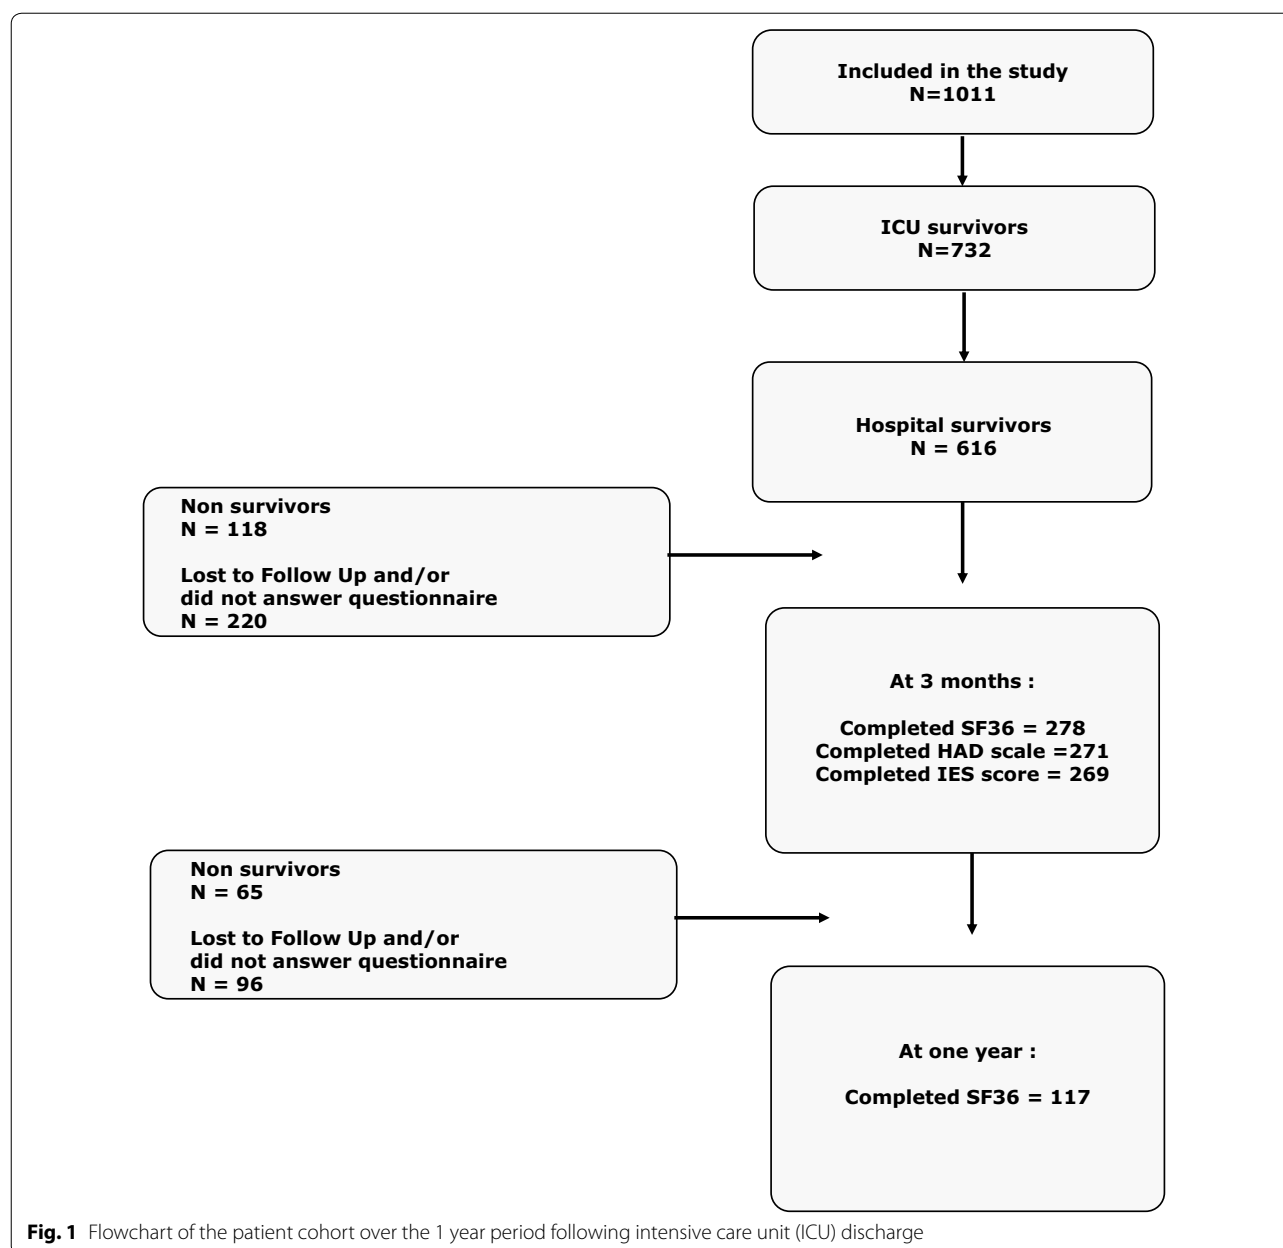 Included in the study
N=1011
ICU survivors
N=732
Hospital survivors
N = 616
Non survivors
N = 118
Lost to Follow Up and/or
did not answer questionnaire
N = 220
At 3 months :
Completed SF36 = 278
Completed HAD scale =271
Completed IES score = 269
Non survivors
N = 65
Lost to Follow Up and/or
did not answer questionnaire
N = 96
At one year :
Completed SF36 = 117
Fig. 1 Flowchart of the patient cohort over the 1 year period following intensive care unit (ICU) discharge